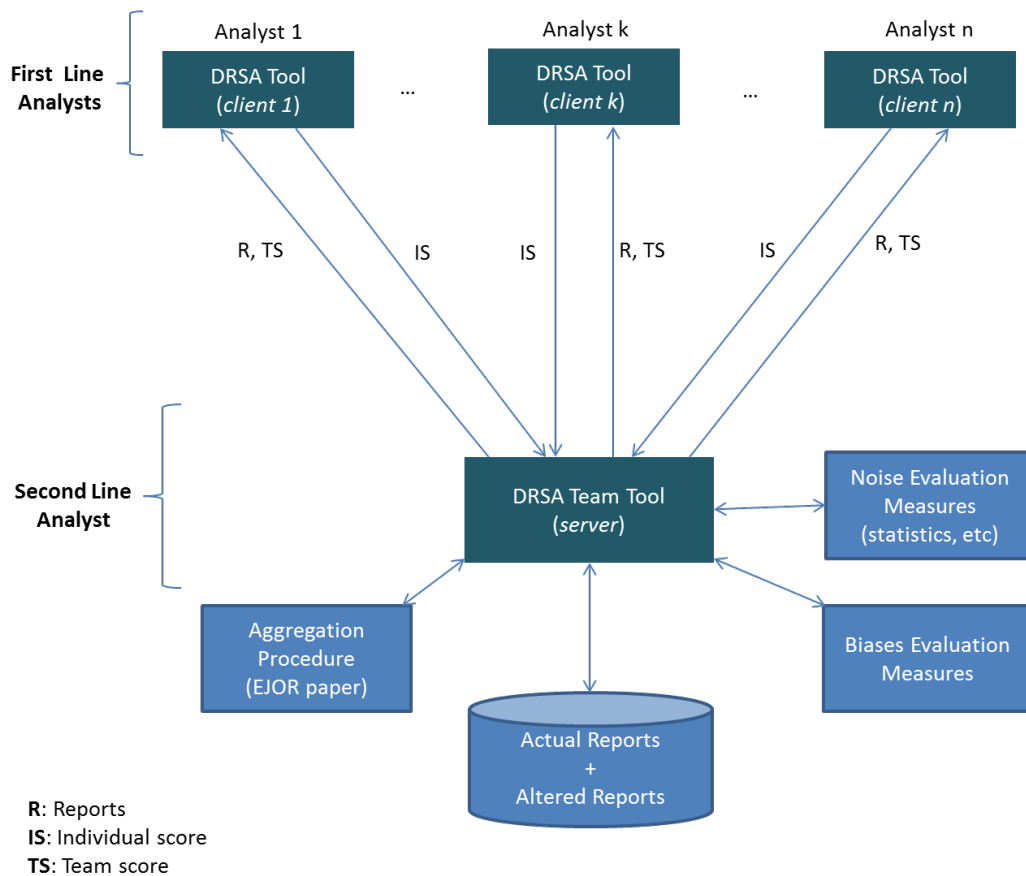 Analyst 1
Analyst k
Analyst n
First Line
Analysts
DRSA Tool
(client 1)
...
DRSA Tool
(client k)
...
DRSA Tool
(client n)
R, TS
IS
IS
R, TS
IS
R, TS
Second Line
Analyst
DRSA Team Tool
(server)
Noise Evaluation
Measures
(statistics, etc)
Aggregation
Procedure
(EJOR paper)
Biases Evaluation
Measures
Actual Reports
+
Altered Reports
R: Reports
IS: Individual score
TS: Team score